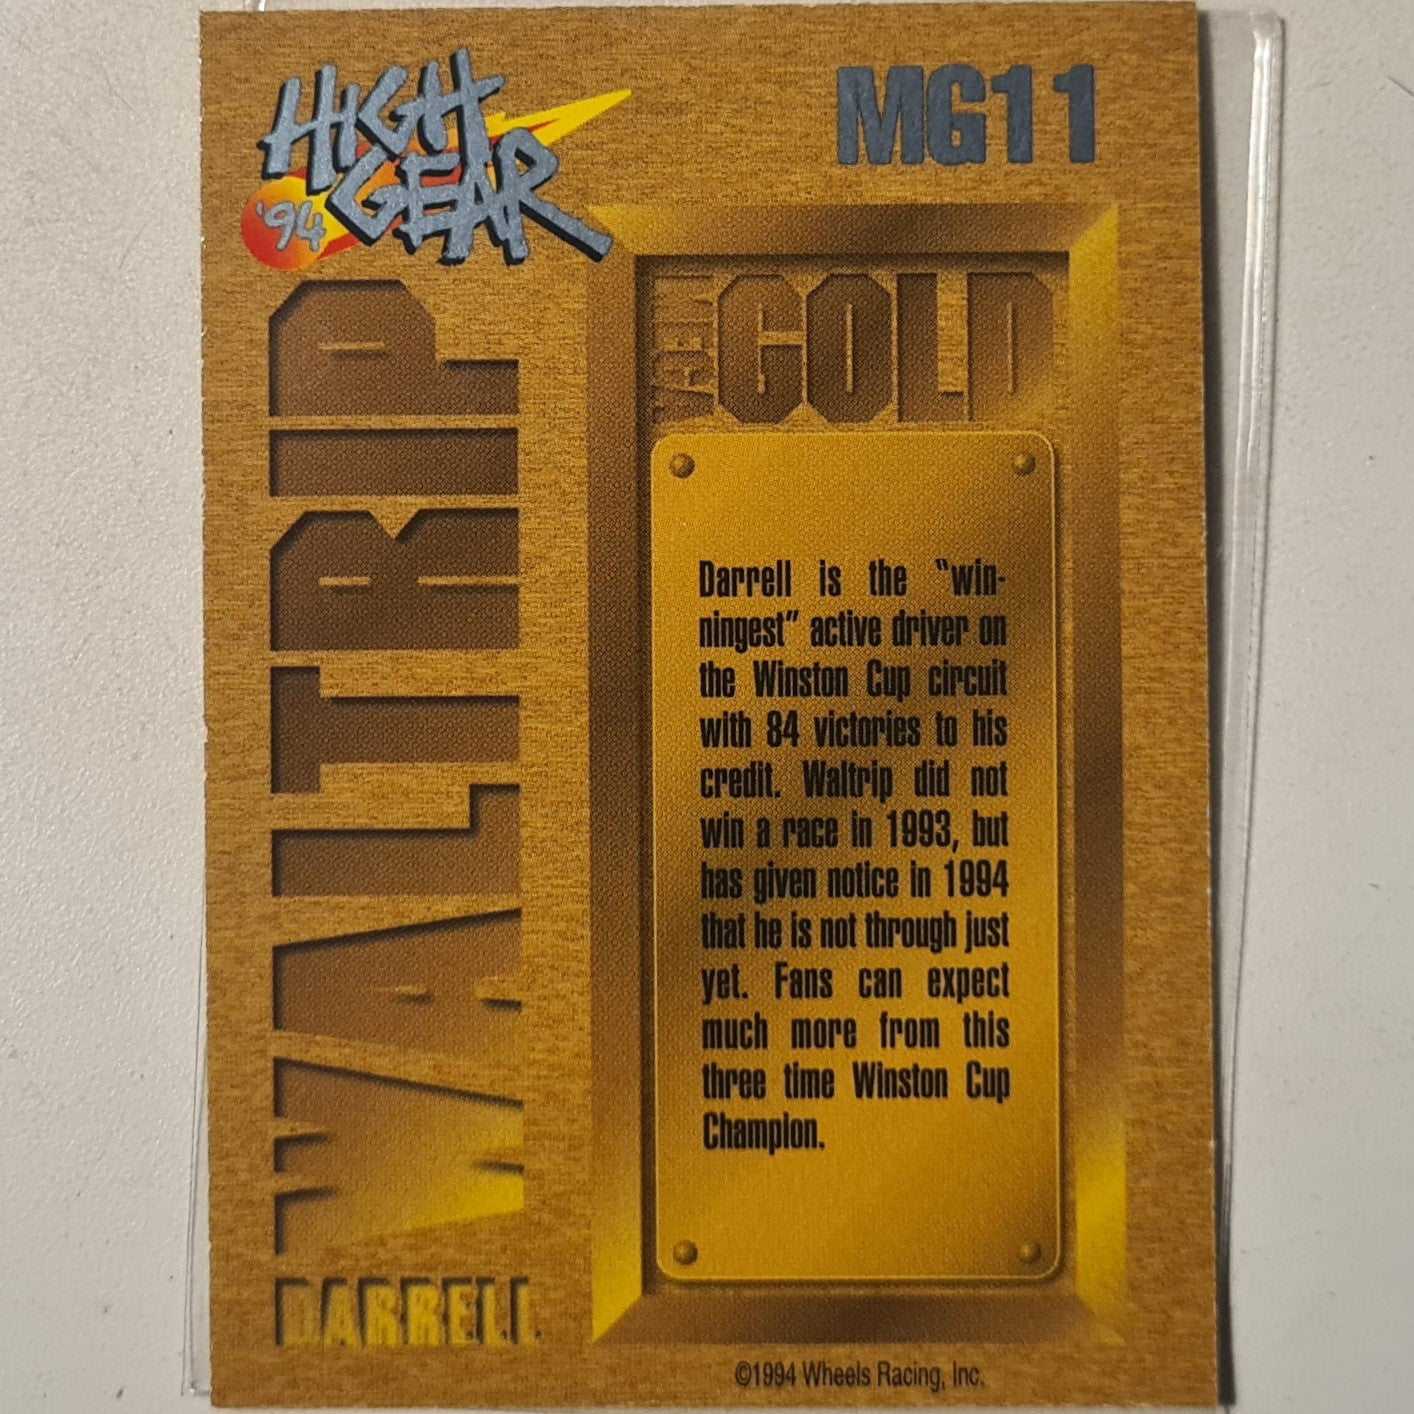 HIGH
GEAR
'94
MG11
MEGA
GOLD
WALTRIP
DARRELL
Darrell is the “win-
ningest” active driver on
the Winston Cup circuit
with 84 victories to his
credit. Waltrip did not
win a race in 1993, but
has given notice in 1994
that he is not through just
yet. Fans can expect
much more from this
three time Winston Cup
Champion.
©1994 Wheels Racing, Inc.